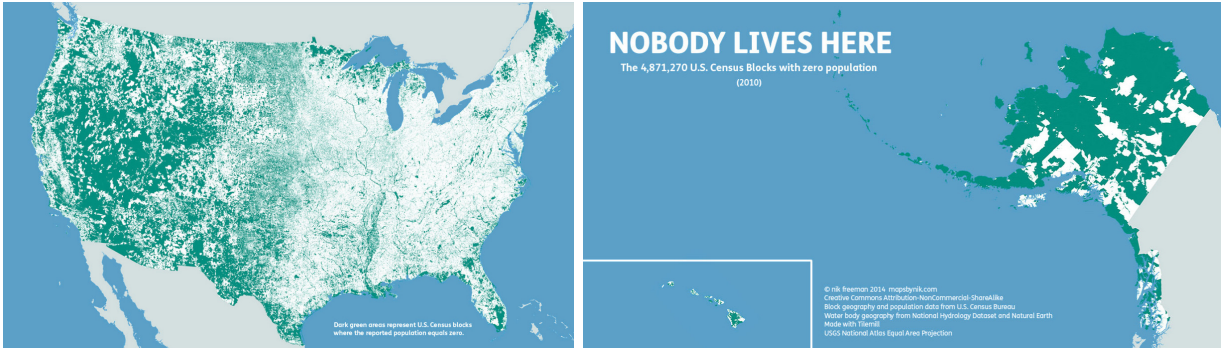 Dark green areas represent U.S. Census blocks
where the reported population equals zero.
NOBODY LIVES HERE
The 4,871,270 U.S. Census Blocks with zero population
(2010)
© nik freeman 2014 mapsbynik.com
Creative Commons Attribution-NonCommercial-ShareAlike
Block geography and population data from U.S. Census Bureau
Water body geography from National Hydrology Dataset and Natural Earth
Made with Tilemill
USGS National Atlas Equal Area Projection